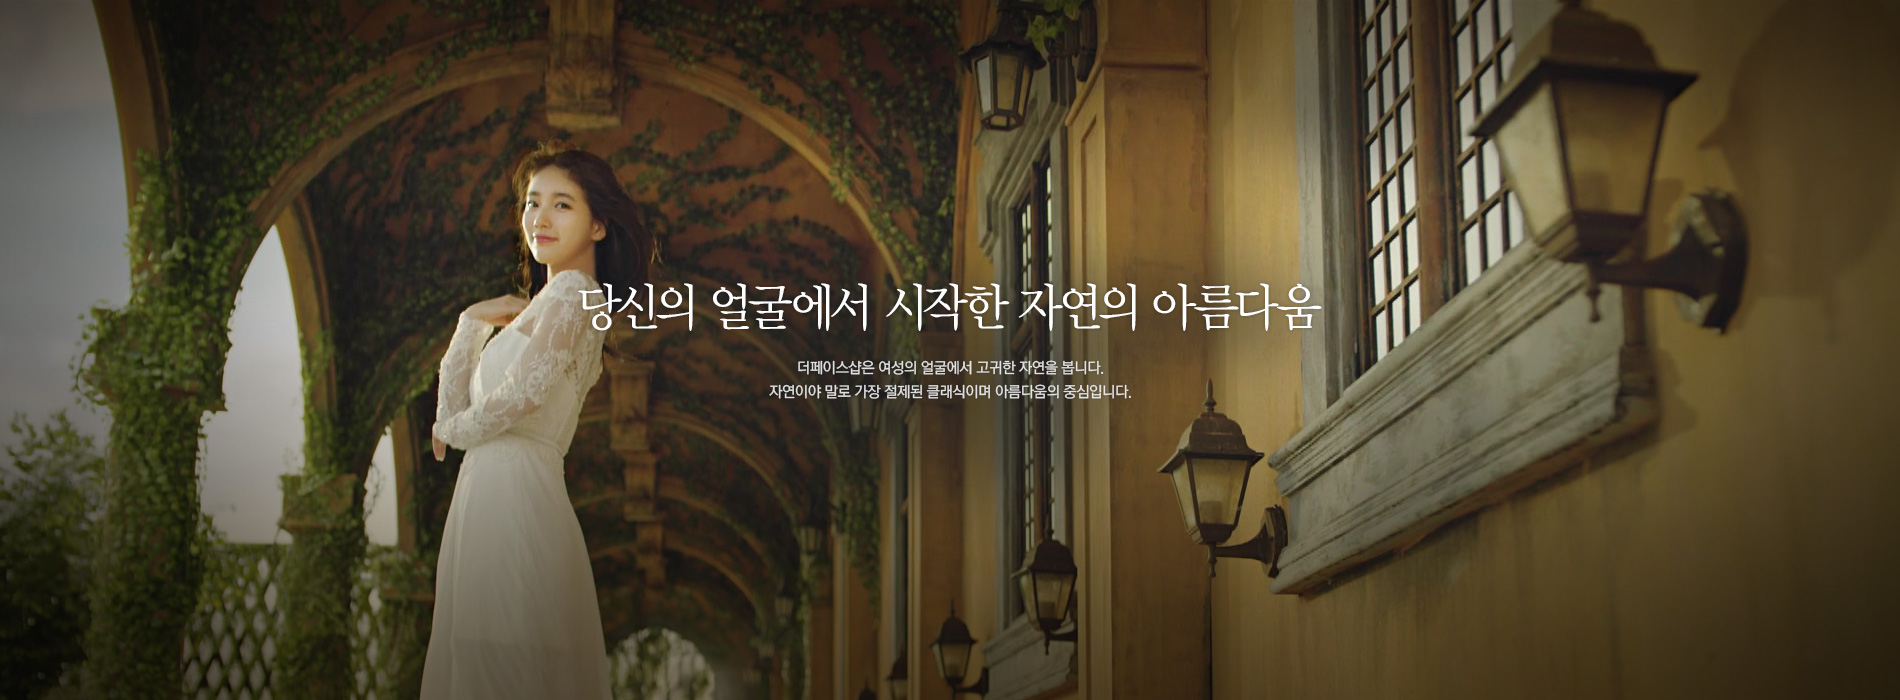 당신의 얼굴에서 시작한 자연의 아름다움
더페이스샵은 여성의 얼굴에서 고귀한 자연을 봅니다.
자연이야 말로 가장 절제된 클래식이며 아름다움의 중심입니다.